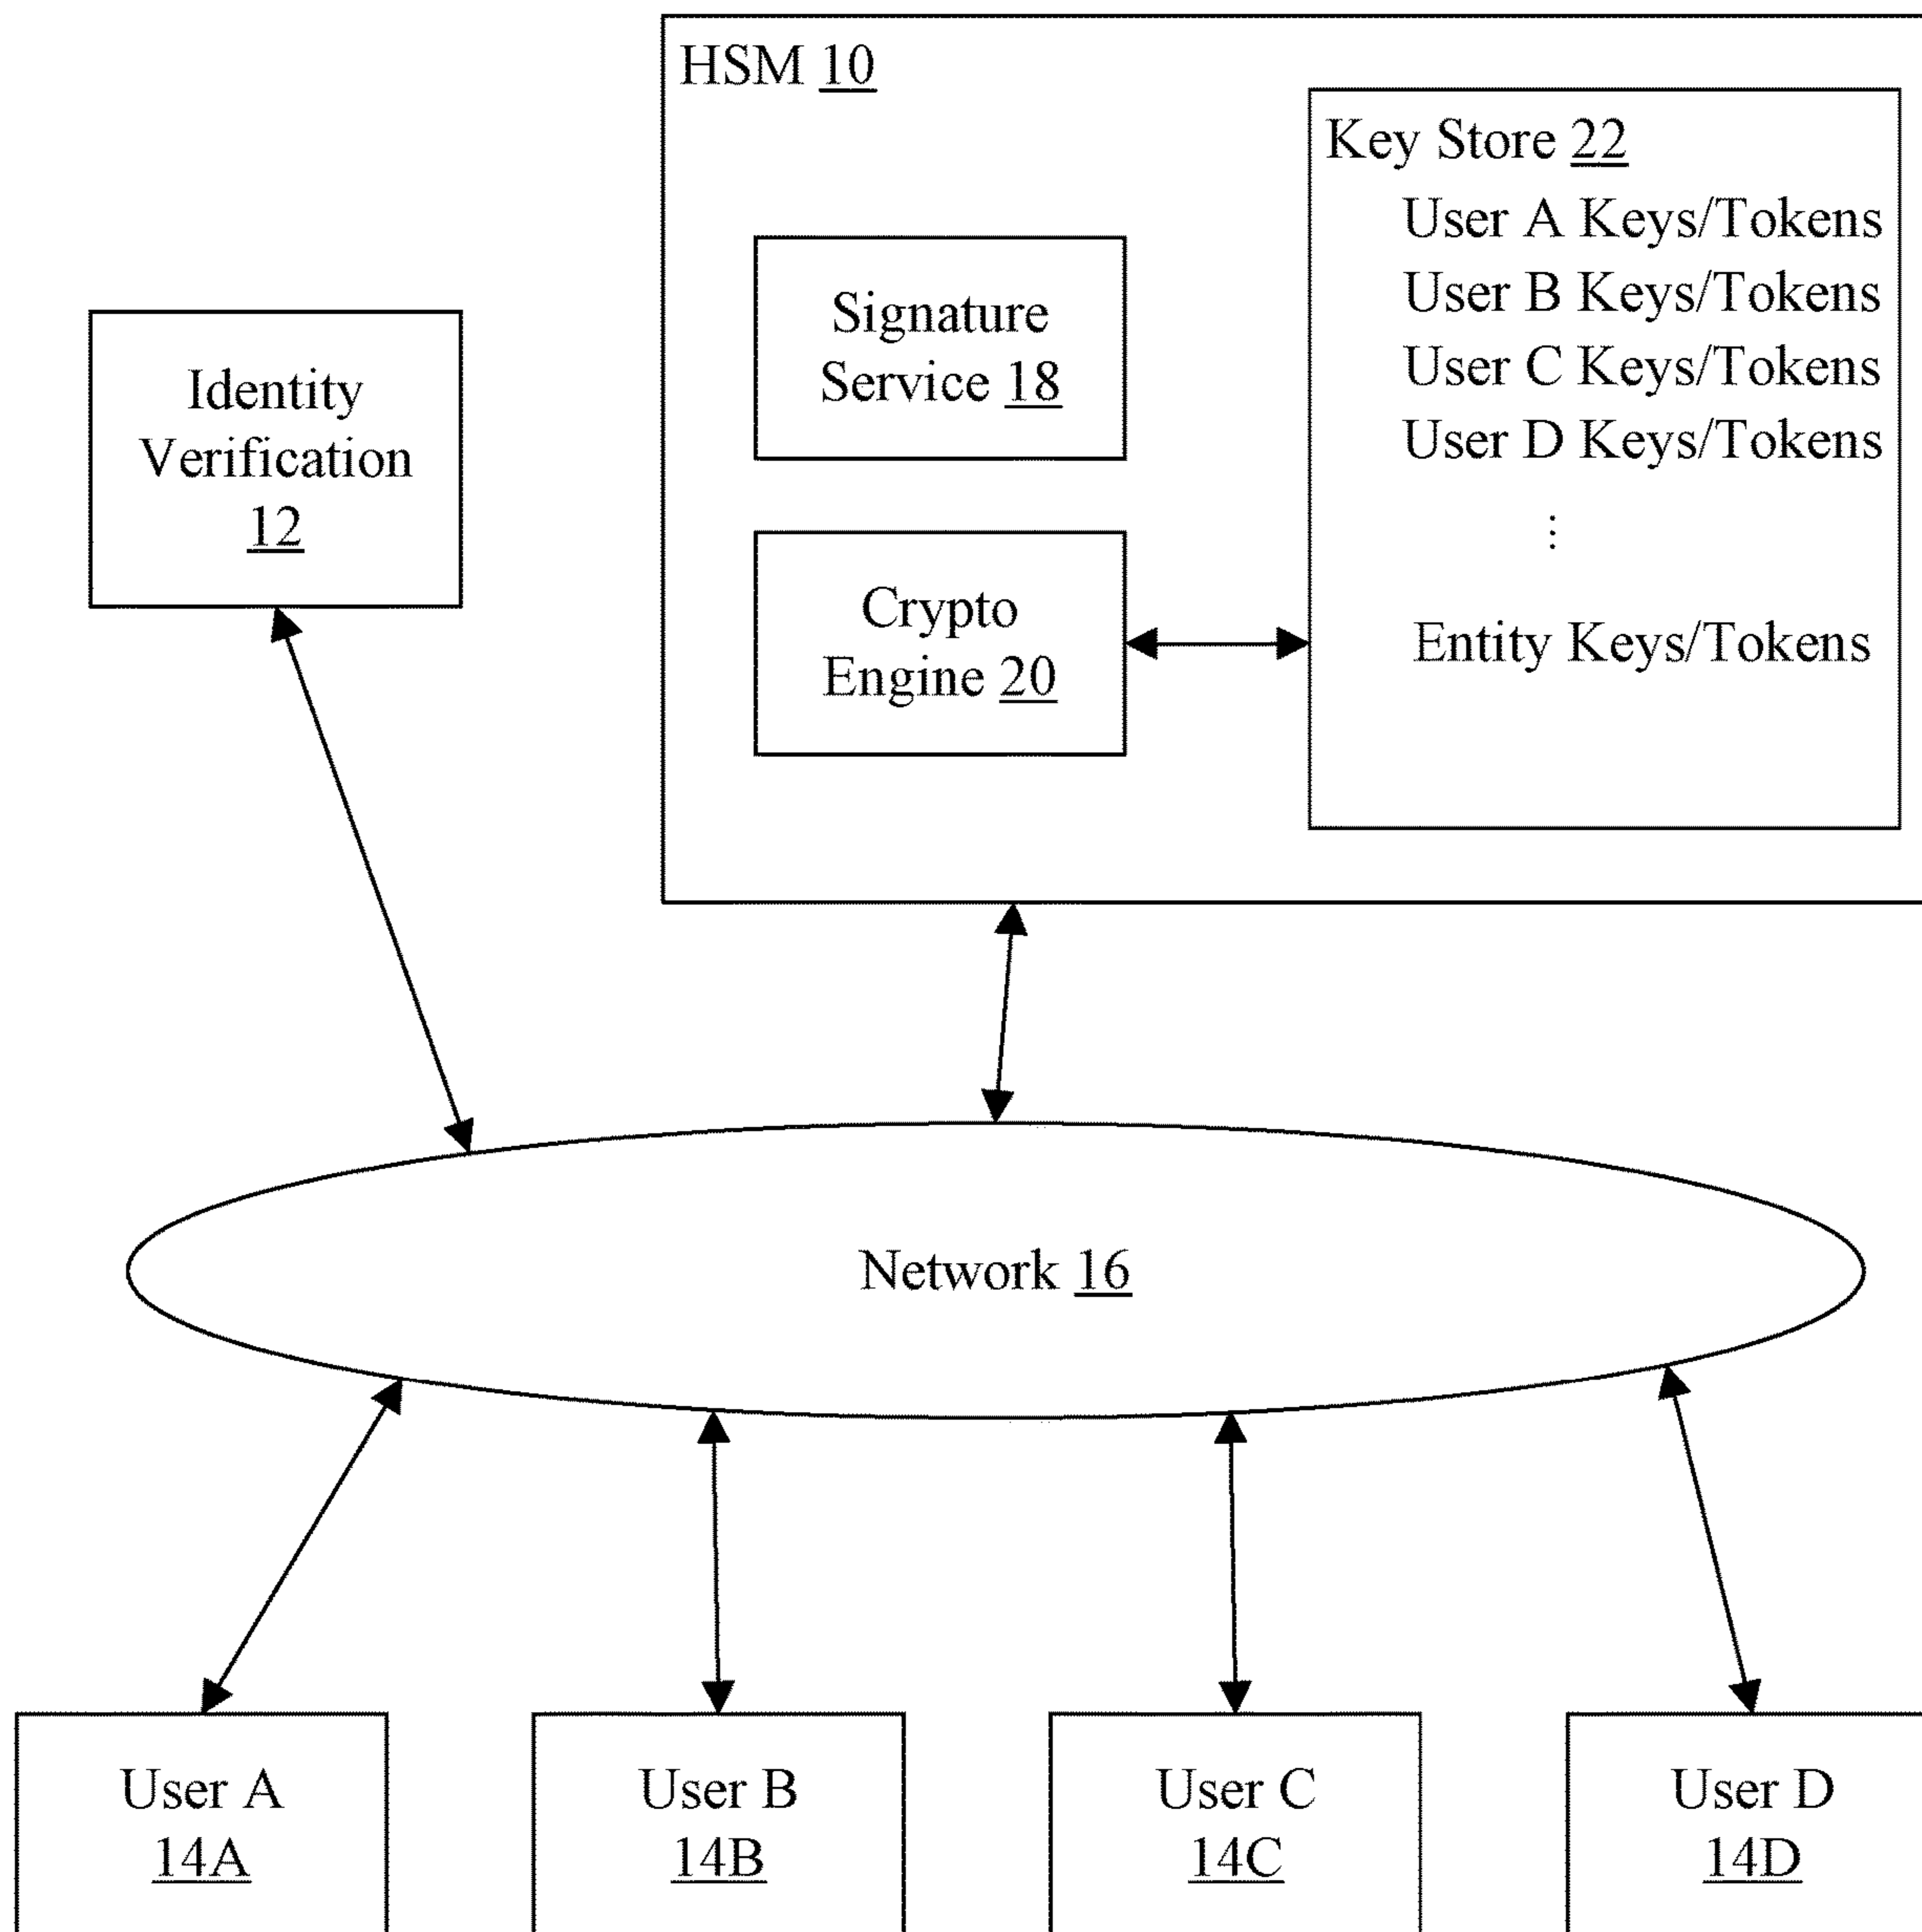 HSM 10
Key Store 22
User A Keys/Tokens
User B Keys/Tokens
User C Keys/Tokens
User D Keys/Tokens
⋮
Entity Keys/Tokens
Signature
Service 18
Crypto
Engine 20
Identity
Verification
12
Network 16
User A
14A
User B
14B
User C
14C
User D
14D